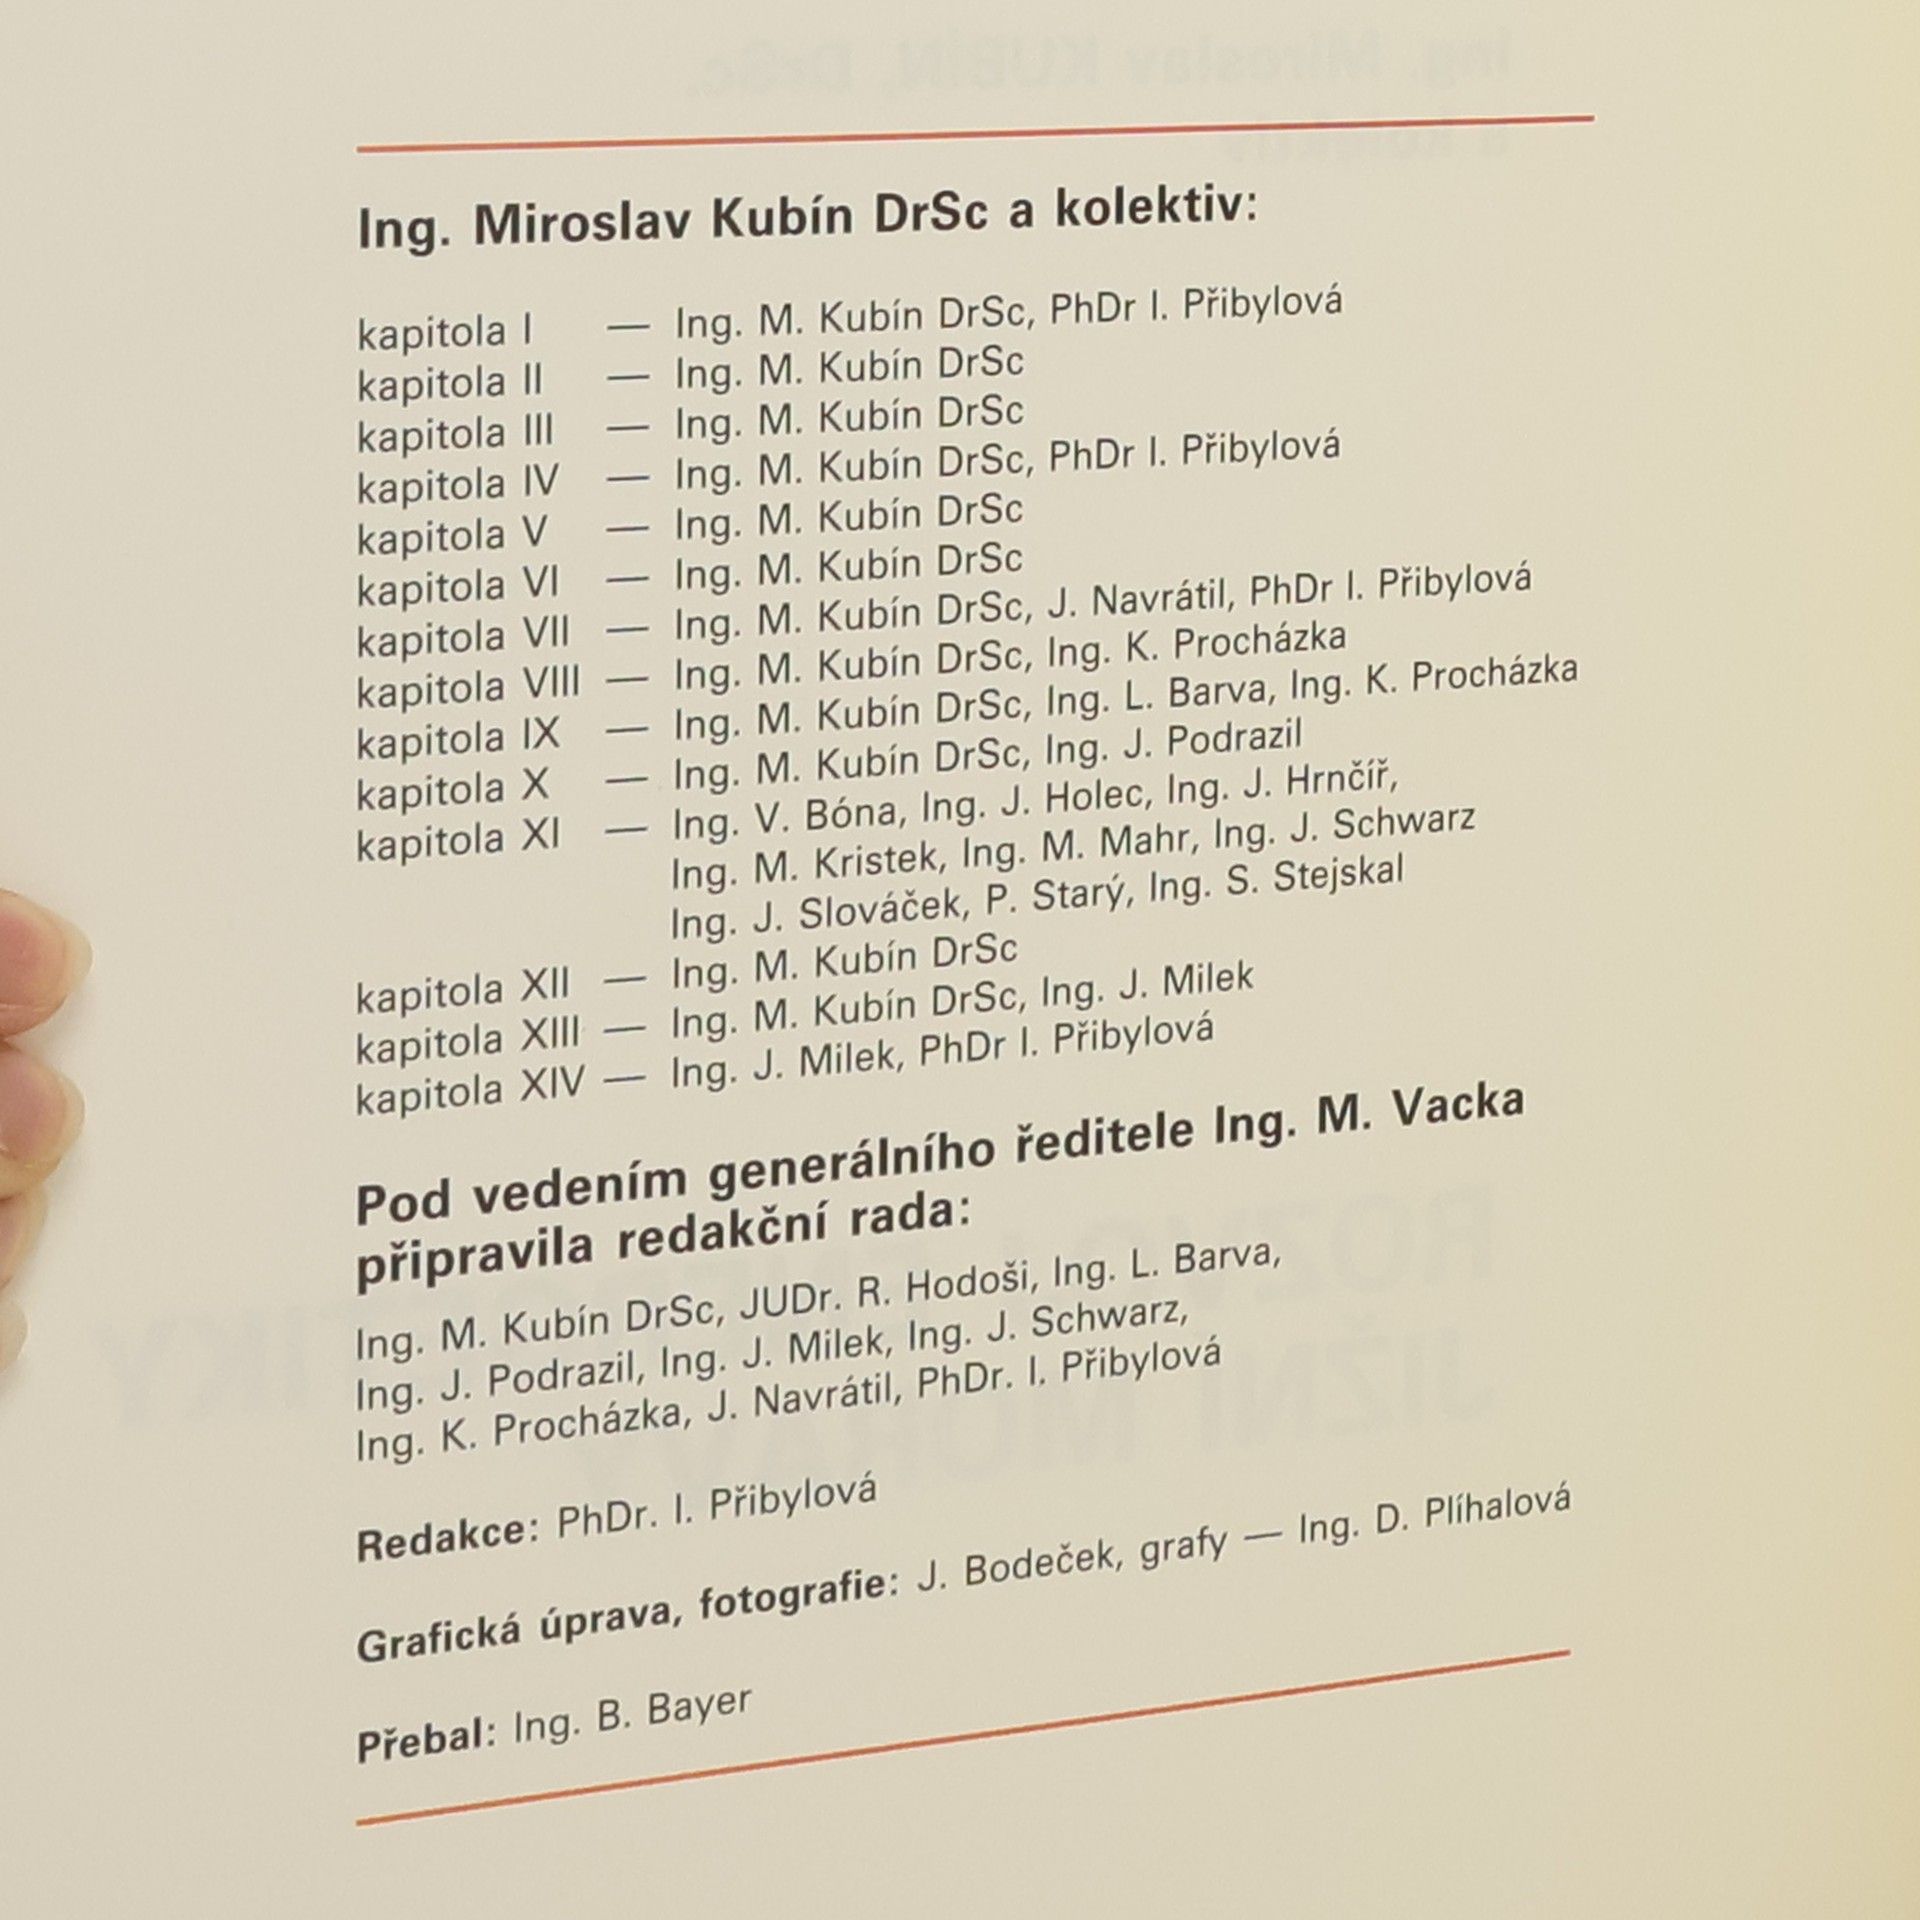 Ing. Miroslav Kubín DrSc a kolektiv:
kapitola I — Ing. M. Kubín DrSc, PhDr I. Přibylová
kapitola II — Ing. M. Kubín DrSc
kapitola III — Ing. M. Kubín DrSc
kapitola IV — Ing. M. Kubín DrSc, PhDr I. Přibylová
kapitola V — Ing. M. Kubín DrSc
kapitola VI — Ing. M. Kubín DrSc
kapitola VII — Ing. M. Kubín DrSc, J. Navrátil, PhDr I. Přibylová
kapitola VIII — Ing. M. Kubín DrSc, Ing. K. Procházka
kapitola IX — Ing. M. Kubín DrSc, Ing. L. Barva, Ing. K. Procházka
kapitola X — Ing. M. Kubín DrSc, Ing. J. Podrazil
kapitola XI — Ing. V. Bóna, Ing. J. Holec, Ing. J. Hrnčíř,
Ing. M. Kristek, Ing. M. Mahr, Ing. J. Schwarz
Ing. J. Slováček, P. Starý, Ing. S. Stejskal
kapitola XII — Ing. M. Kubín DrSc
kapitola XIII — Ing. M. Kubín DrSc, Ing. J. Milek
kapitola XIV — Ing. J. Milek, PhDr I. Přibylová
Pod vedením generálního ředitele Ing. M. Vacka
připravila redakční rada:
Ing. M. Kubín DrSc, JUDr. R. Hodoši, Ing. L. Barva,
Ing. J. Podrazil, Ing. J. Milek, Ing. J. Schwarz,
Ing. K. Procházka, J. Navrátil, PhDr. I. Přibylová
Redakce: PhDr. I. Přibylová
Grafická úprava, fotografie: J. Bodeček, grafy — Ing. D. Plíhalová
Přebal: Ing. B. Bayer